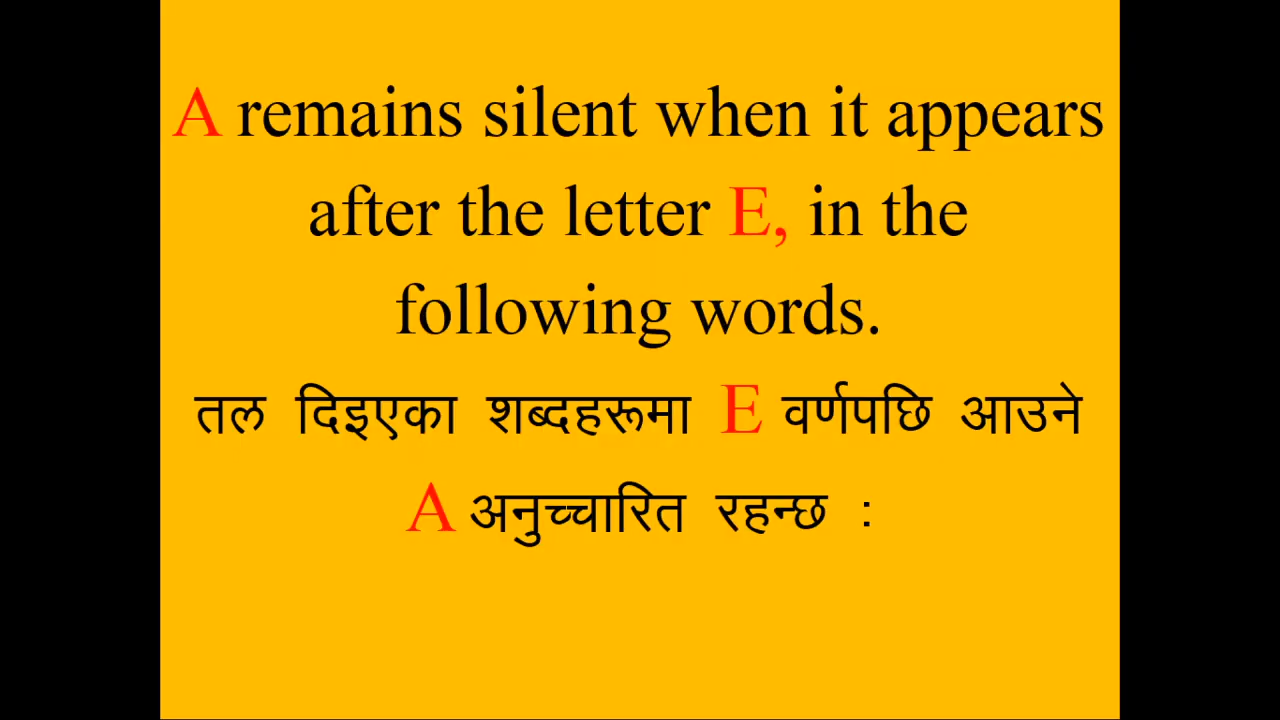 A remains silent when it appears
after the letter E, in the
following words.
तल दिइएका शब्दहरूमा E वर्णपछि आउने
A अनुच्चारित रहन्छ :